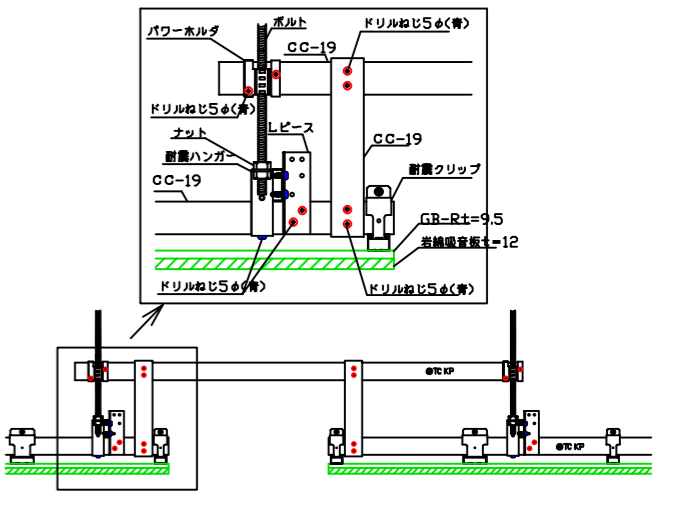 ボルト
ドリルねじ5φ(青)
パワーホルダ
CC-19
ドリルねじ5φ(青)
Lピース
ナット
CC-19
耐震ハンガー
耐震クリップ
CC-19
GB-Rt=9.5
岩綿吸音板t=12
ドリルねじ5φ(青)
ドリルねじ5φ(青)
@TC KP
@TC KP